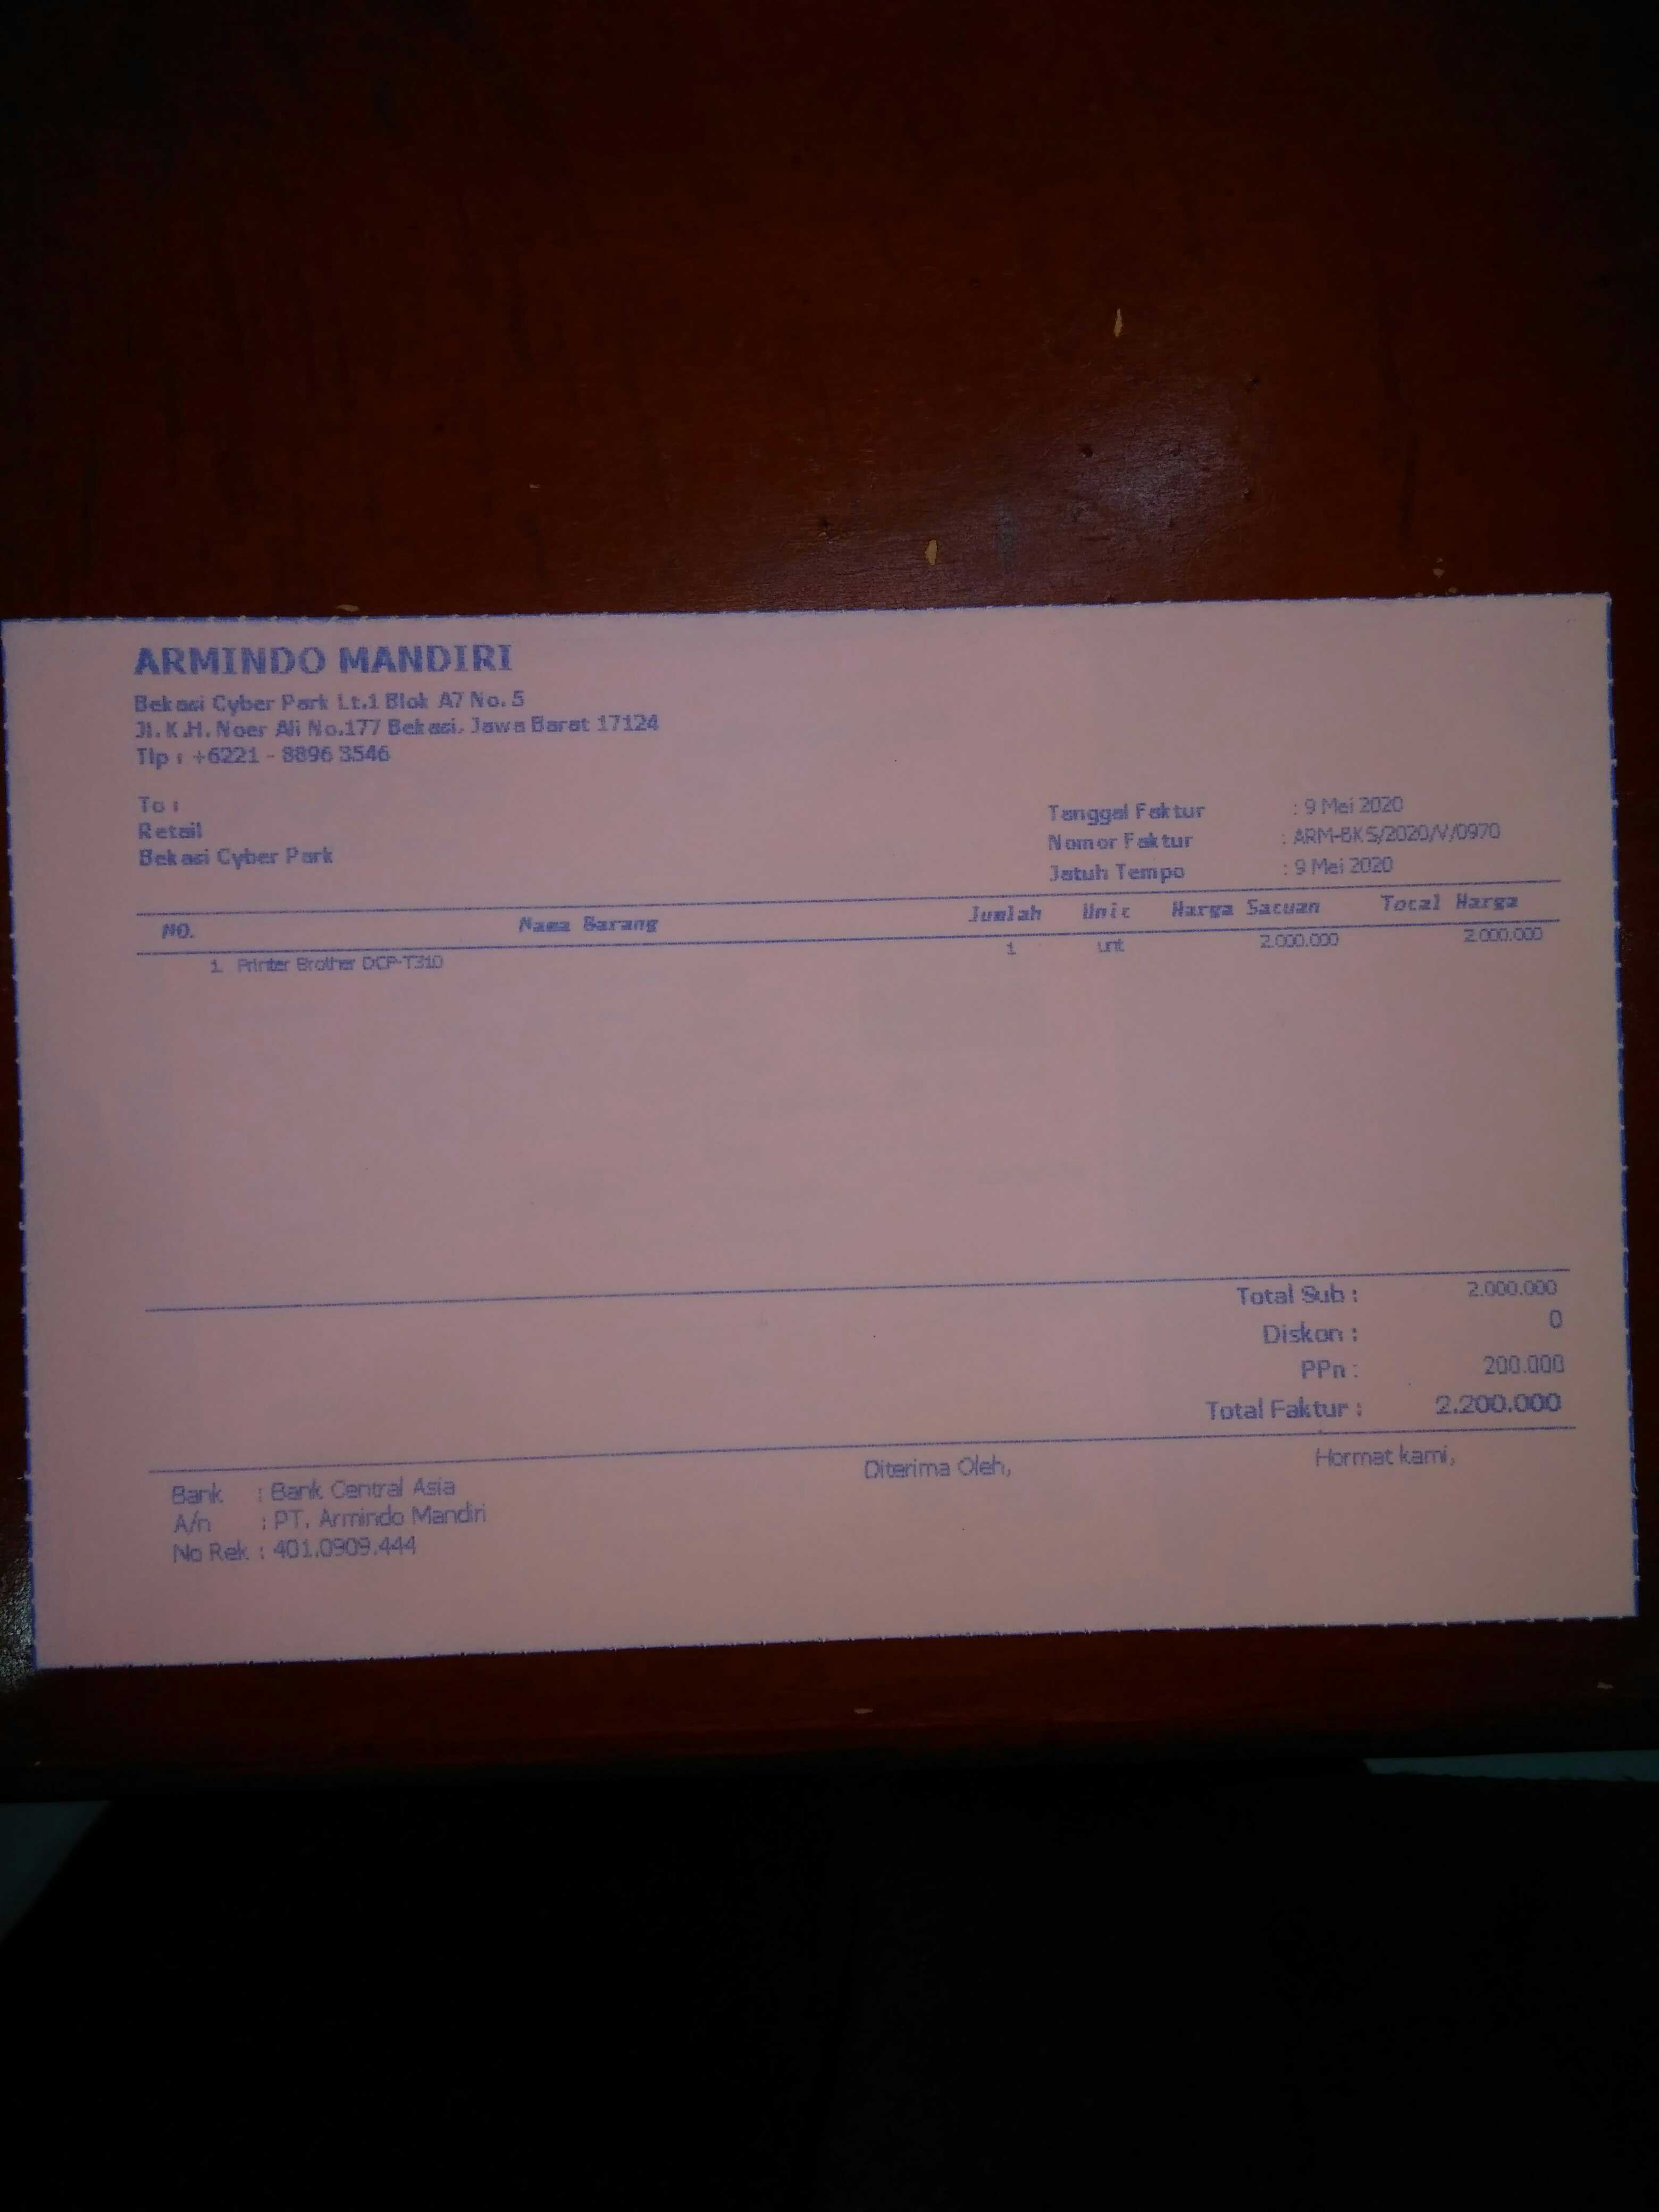 ARMINDO MANDIRI
Bekasi Cyber Park Lt.1 Blok A7 No. 5
Jl. K.H. Noer Ali No.177 Bekasi, Jawa Barat 17124
Tlp : +6221 - 8896 3546
To :
Retail
Bekasi Cyber Park
Tanggal Faktur : 9 Mei 2020
Nomor Faktur : ARM-BKS/2020/V/0970
Jatuh Tempo : 9 Mei 2020
NO. Nama Barang Jumlah Unit Harga Satuan Total Harga
1 Printer Brother DCP-T310 1 unit 2.000.000 2.000.000
Total Sub : 2.000.000
Diskon : 0
PPn : 200.000
Total Faktur : 2.200.000
Bank : Bank Central Asia
A/n : PT. Armindo Mandiri
No Rek : 401.0909.444
Diterima Oleh,
Hormat kami,